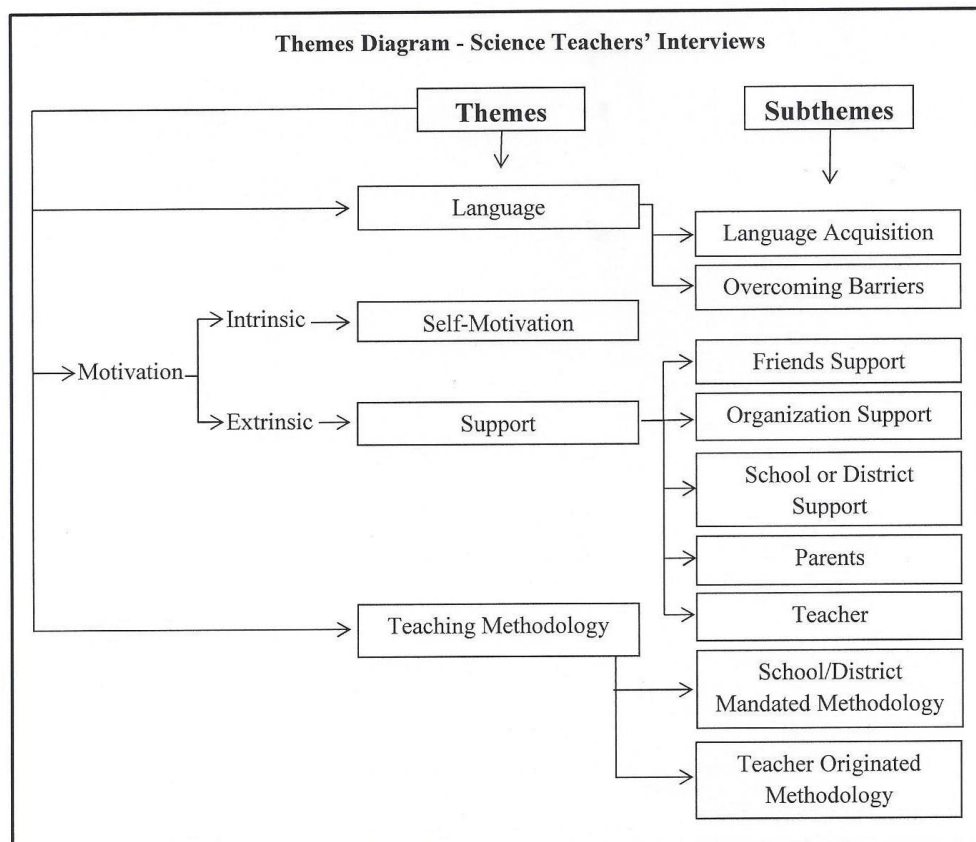 Themes Diagram - Science Teachers' Interviews
Themes
Subthemes
Language
Language Acquisition
Overcoming Barriers
Motivation
Intrinsic
Self-Motivation
Extrinsic
Support
Friends Support
Organization Support
School or District
Support
Parents
Teacher
Teaching Methodology
School/District
Mandated Methodology
Teacher Originated
Methodology